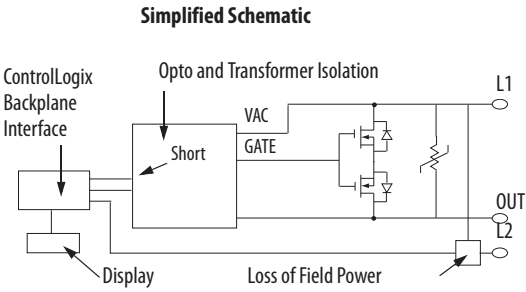 Simplified Schematic
ControlLogix
Backplane
Interface
Opto and Transformer Isolation
L1
VAC
GATE
Short
OUT
L2
Display
Loss of Field Power